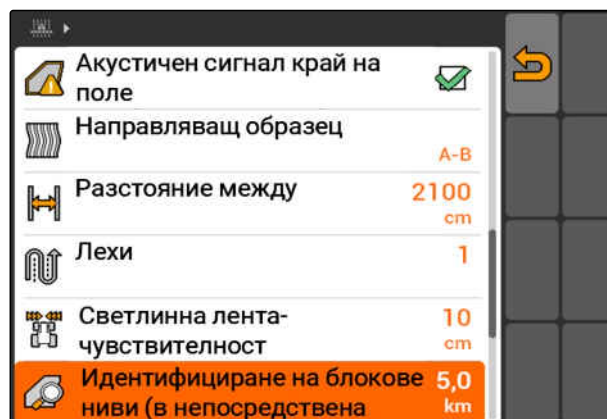 Акустичен сигнал край на
поле
Направляващ образец
A-B
Разстояние между 2100
cm
Лехи 1
Светлинна лента- 10
чувствителност cm
Идентифициране на блокове 5,0
ниви (в непосредствена km